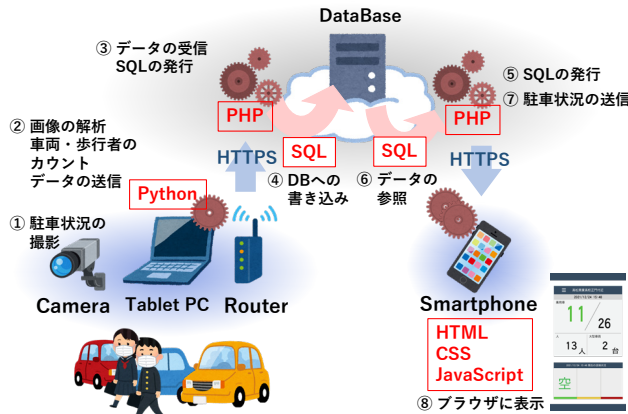 DataBase
③ データの受信
SQLの発行
⑤ SQLの発行
⑦ 駐車状況の送信
PHP
PHP
② 画像の解析
車両・歩行者の
カウント
データの送信
HTTPS
SQL
SQL
HTTPS
④ DBへの
書き込み
⑥ データの
参照
Python
① 駐車状況の
撮影
Camera
Tablet PC
Router
Smartphone
HTML
CSS
JavaScript
⑧ ブラウザに表示
11
26
13人
2台
空